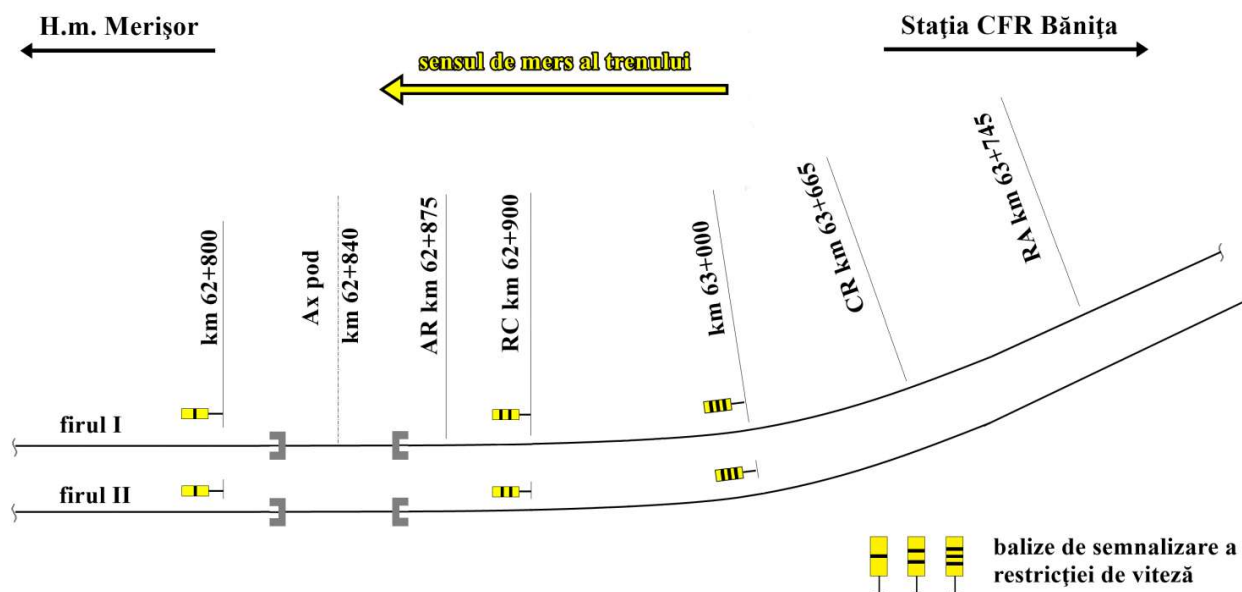 H.m. Merişor
Staţia CFR Băniţa
sensul de mers al trenului
km 62+800
Ax pod
km 62+840
AR km 62+875
RC km 62+900
km 63+000
CR km 63+665
RA km 63+745
firul I
firul II
balize de semnalizare a
restricţiei de viteză